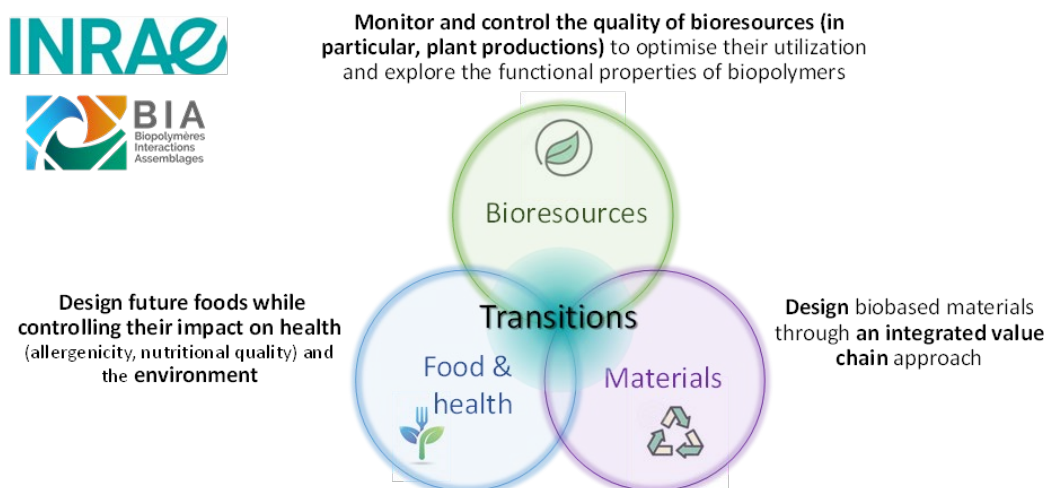 INRAE
BIA
Biopolymères
Interactions
Assemblages
Monitor and control the quality of bioresources (in
particular, plant productions) to optimise their utilization
and explore the functional properties of biopolymers
Bioresources
Transitions
Design future foods while
controlling their impact on health
(allergenicity, nutritional quality) and
the environment
Food &
health
Materials
Design biobased materials
through an integrated value
chain approach